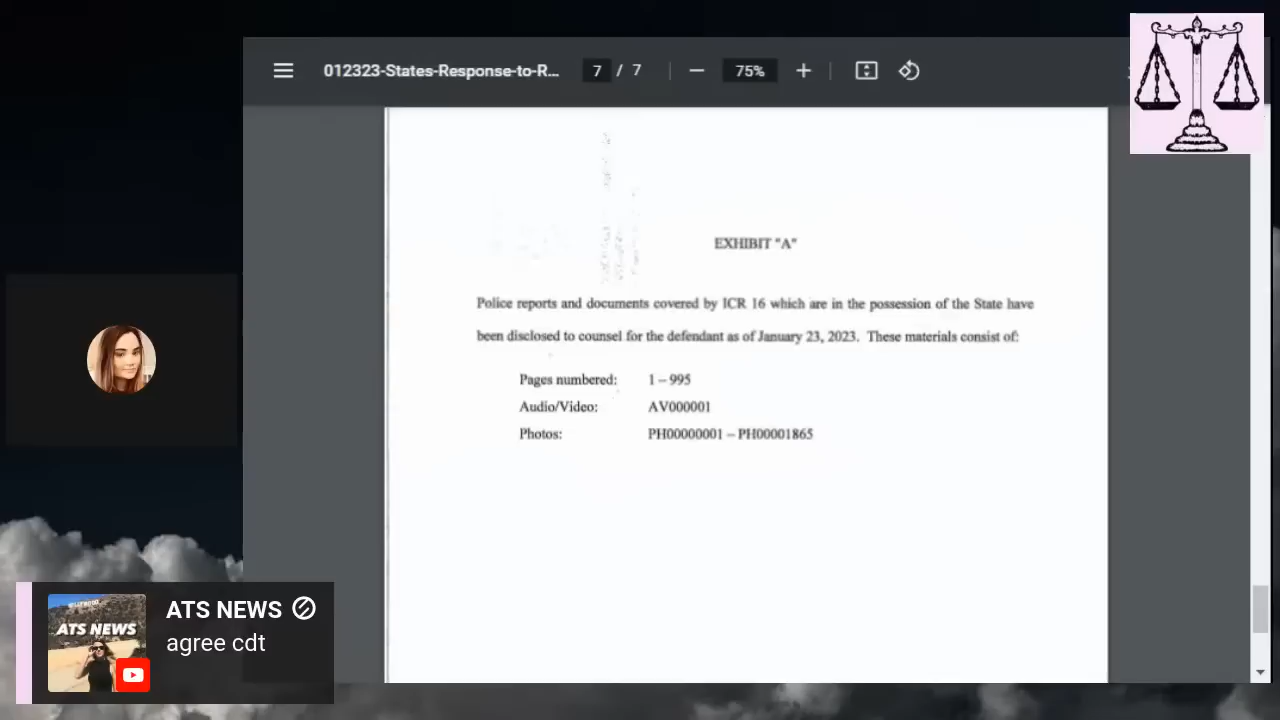 012323-States-Response-to-R...
7 / 7
75%
EXHIBIT "A"
Police reports and documents covered by ICR 16 which are in the possession of the State have
been disclosed to counsel for the defendant as of January 23, 2023. These materials consist of:
Pages numbered: 1 – 995
Audio/Video: AV000001
Photos: PH00000001 – PH00001865
HOLLYWOOD
ATS NEWS
ATS NEWS
agree cdt